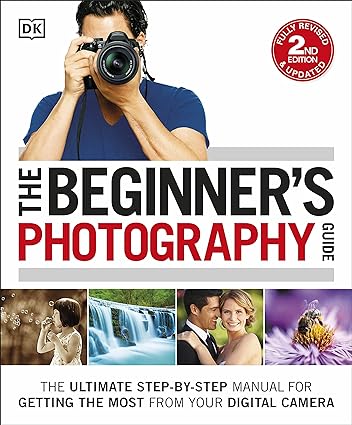 DK
FULLY REVISED
2ND
EDITION
& UPDATED
THE
BEGINNER'S
PHOTOGRAPHY
GUIDE
THE ULTIMATE STEP-BY-STEP MANUAL FOR
GETTING THE MOST FROM YOUR DIGITAL CAMERA